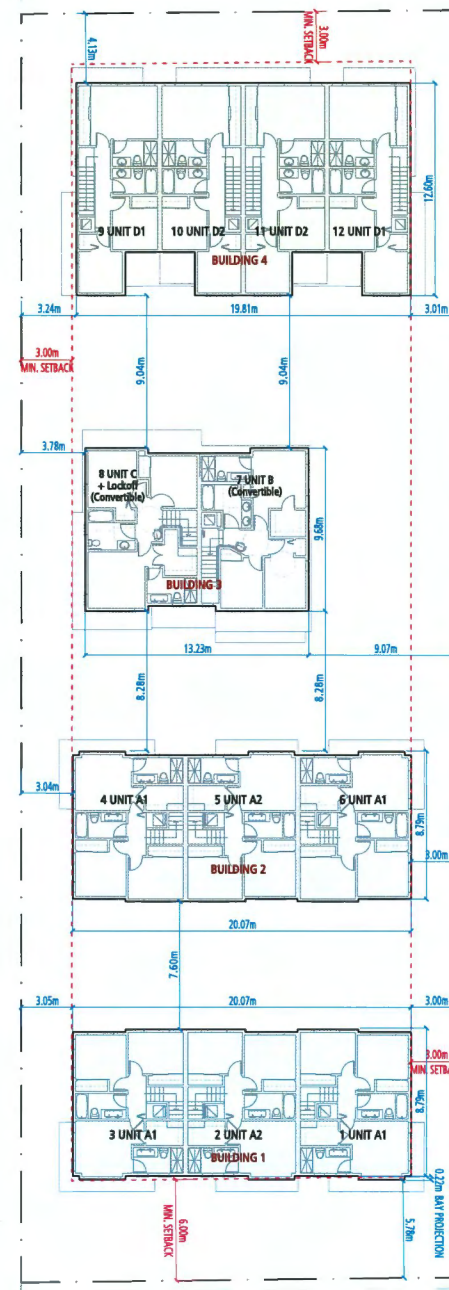 3.00m
MIN. SETBACK
4.13m
12.60m
9 UNIT D1
10 UNIT D2
11 UNIT D2
12 UNIT D1
BUILDING 4
3.24m
19.81m
3.01m
3.00m
MIN. SETBACK
9.04m
9.04m
3.78m
8 UNIT C
+ Lockoff
(Convertible)
7 UNIT B
(Convertible)
9.68m
BUILDING 3
13.23m
9.07m
8.28m
8.28m
3.04m
4 UNIT A1
5 UNIT A2
6 UNIT A1
8.79m
3.00m
BUILDING 2
20.07m
7.60m
3.05m
20.07m
3.00m
3.00m
MIN. SETBA
8.79m
3 UNIT A1
2 UNIT A2
1 UNIT A1
BUILDING 1
0.22m
BAY PROJECTION
6.00m
MIN. SETBACK
5.78m